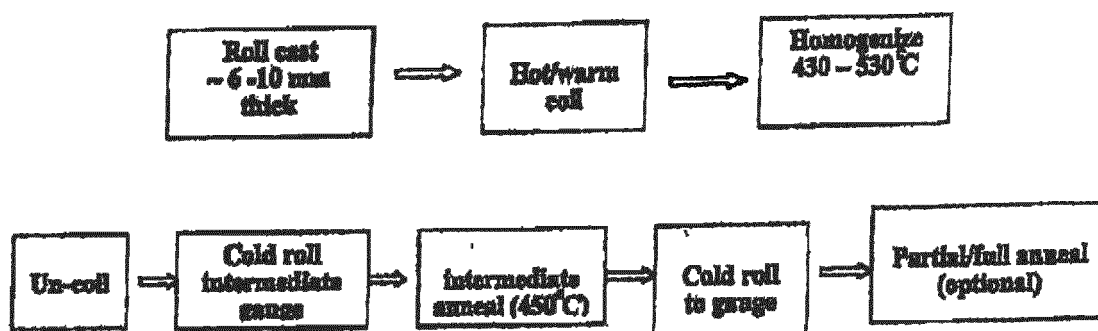 Roll cast
~ 6 -10 mm
thick
Hot/warm
coil
Homogenize
430 – 530°C
Un-coil
Cold roll
intermediate
gauge
intermediate
anneal (450°C)
Cold roll
to gauge
Partial/full anneal
(optional)